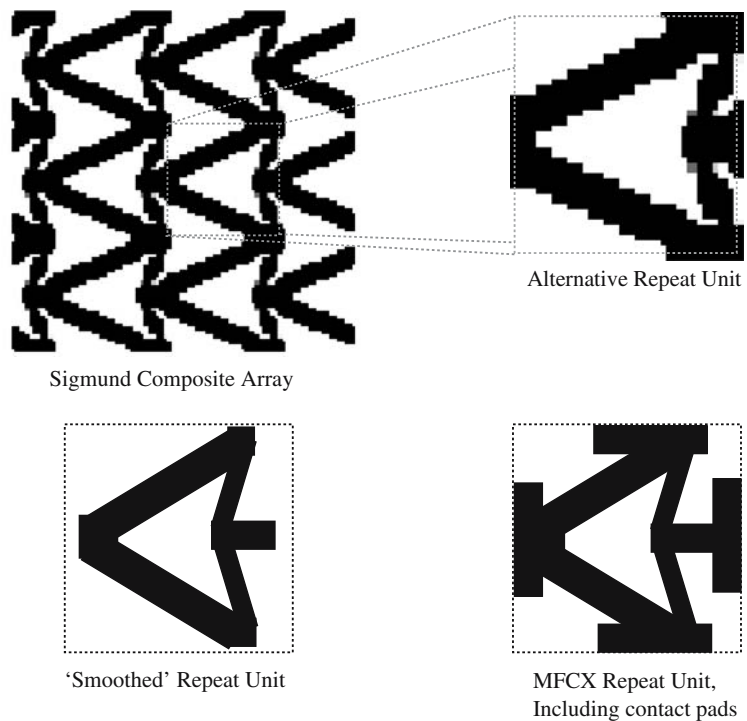 Alternative Repeat Unit
Sigmund Composite Array
‘Smoothed’ Repeat Unit
MFCX Repeat Unit,
Including contact pads